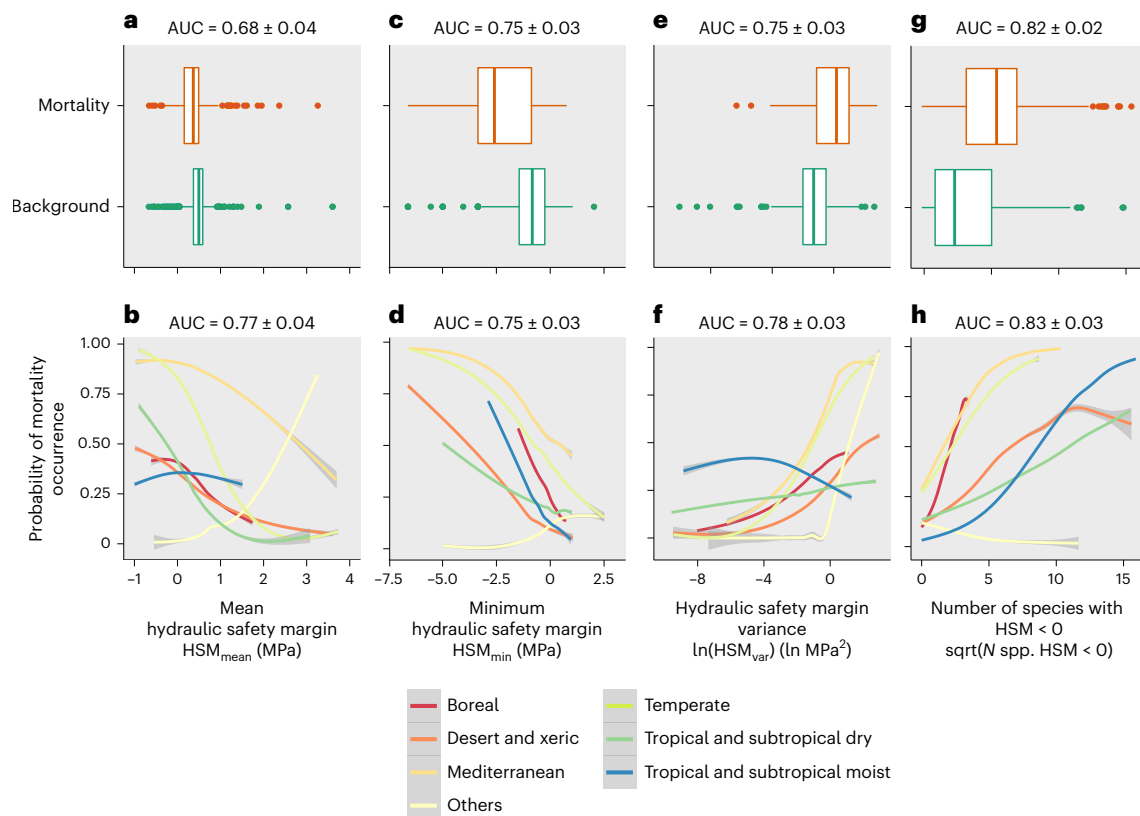 a
AUC = 0.68 ± 0.04
c
AUC = 0.75 ± 0.03
e
AUC = 0.75 ± 0.03
g
AUC = 0.82 ± 0.02
Mortality
Background
b
AUC = 0.77 ± 0.04
d
AUC = 0.75 ± 0.03
f
AUC = 0.78 ± 0.03
h
AUC = 0.83 ± 0.03
Probability of mortality
occurrence
1.00
0.75
0.50
0.25
0
–1 0 1 2 3 4
–7.5 –5.0 –2.5 0 2.5
–8 –4 0
0 5 10 15
Mean
hydraulic safety margin
HSMmean (MPa)
Minimum
hydraulic safety margin
HSMmin (MPa)
Hydraulic safety margin
variance
ln(HSMvar) (ln MPa²)
Number of species with
HSM < 0
sqrt(N spp. HSM < 0)
Boreal
Desert and xeric
Mediterranean
Others
Temperate
Tropical and subtropical dry
Tropical and subtropical moist